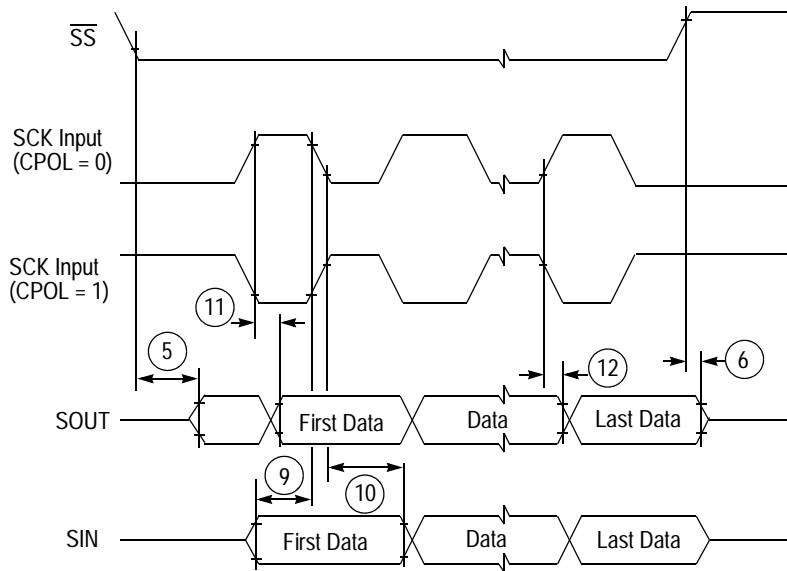 SS
SCK Input
(CPOL = 0)
SCK Input
(CPOL = 1)
11
5
12
6
SOUT
First Data
Data
Last Data
9
10
SIN
First Data
Data
Last Data